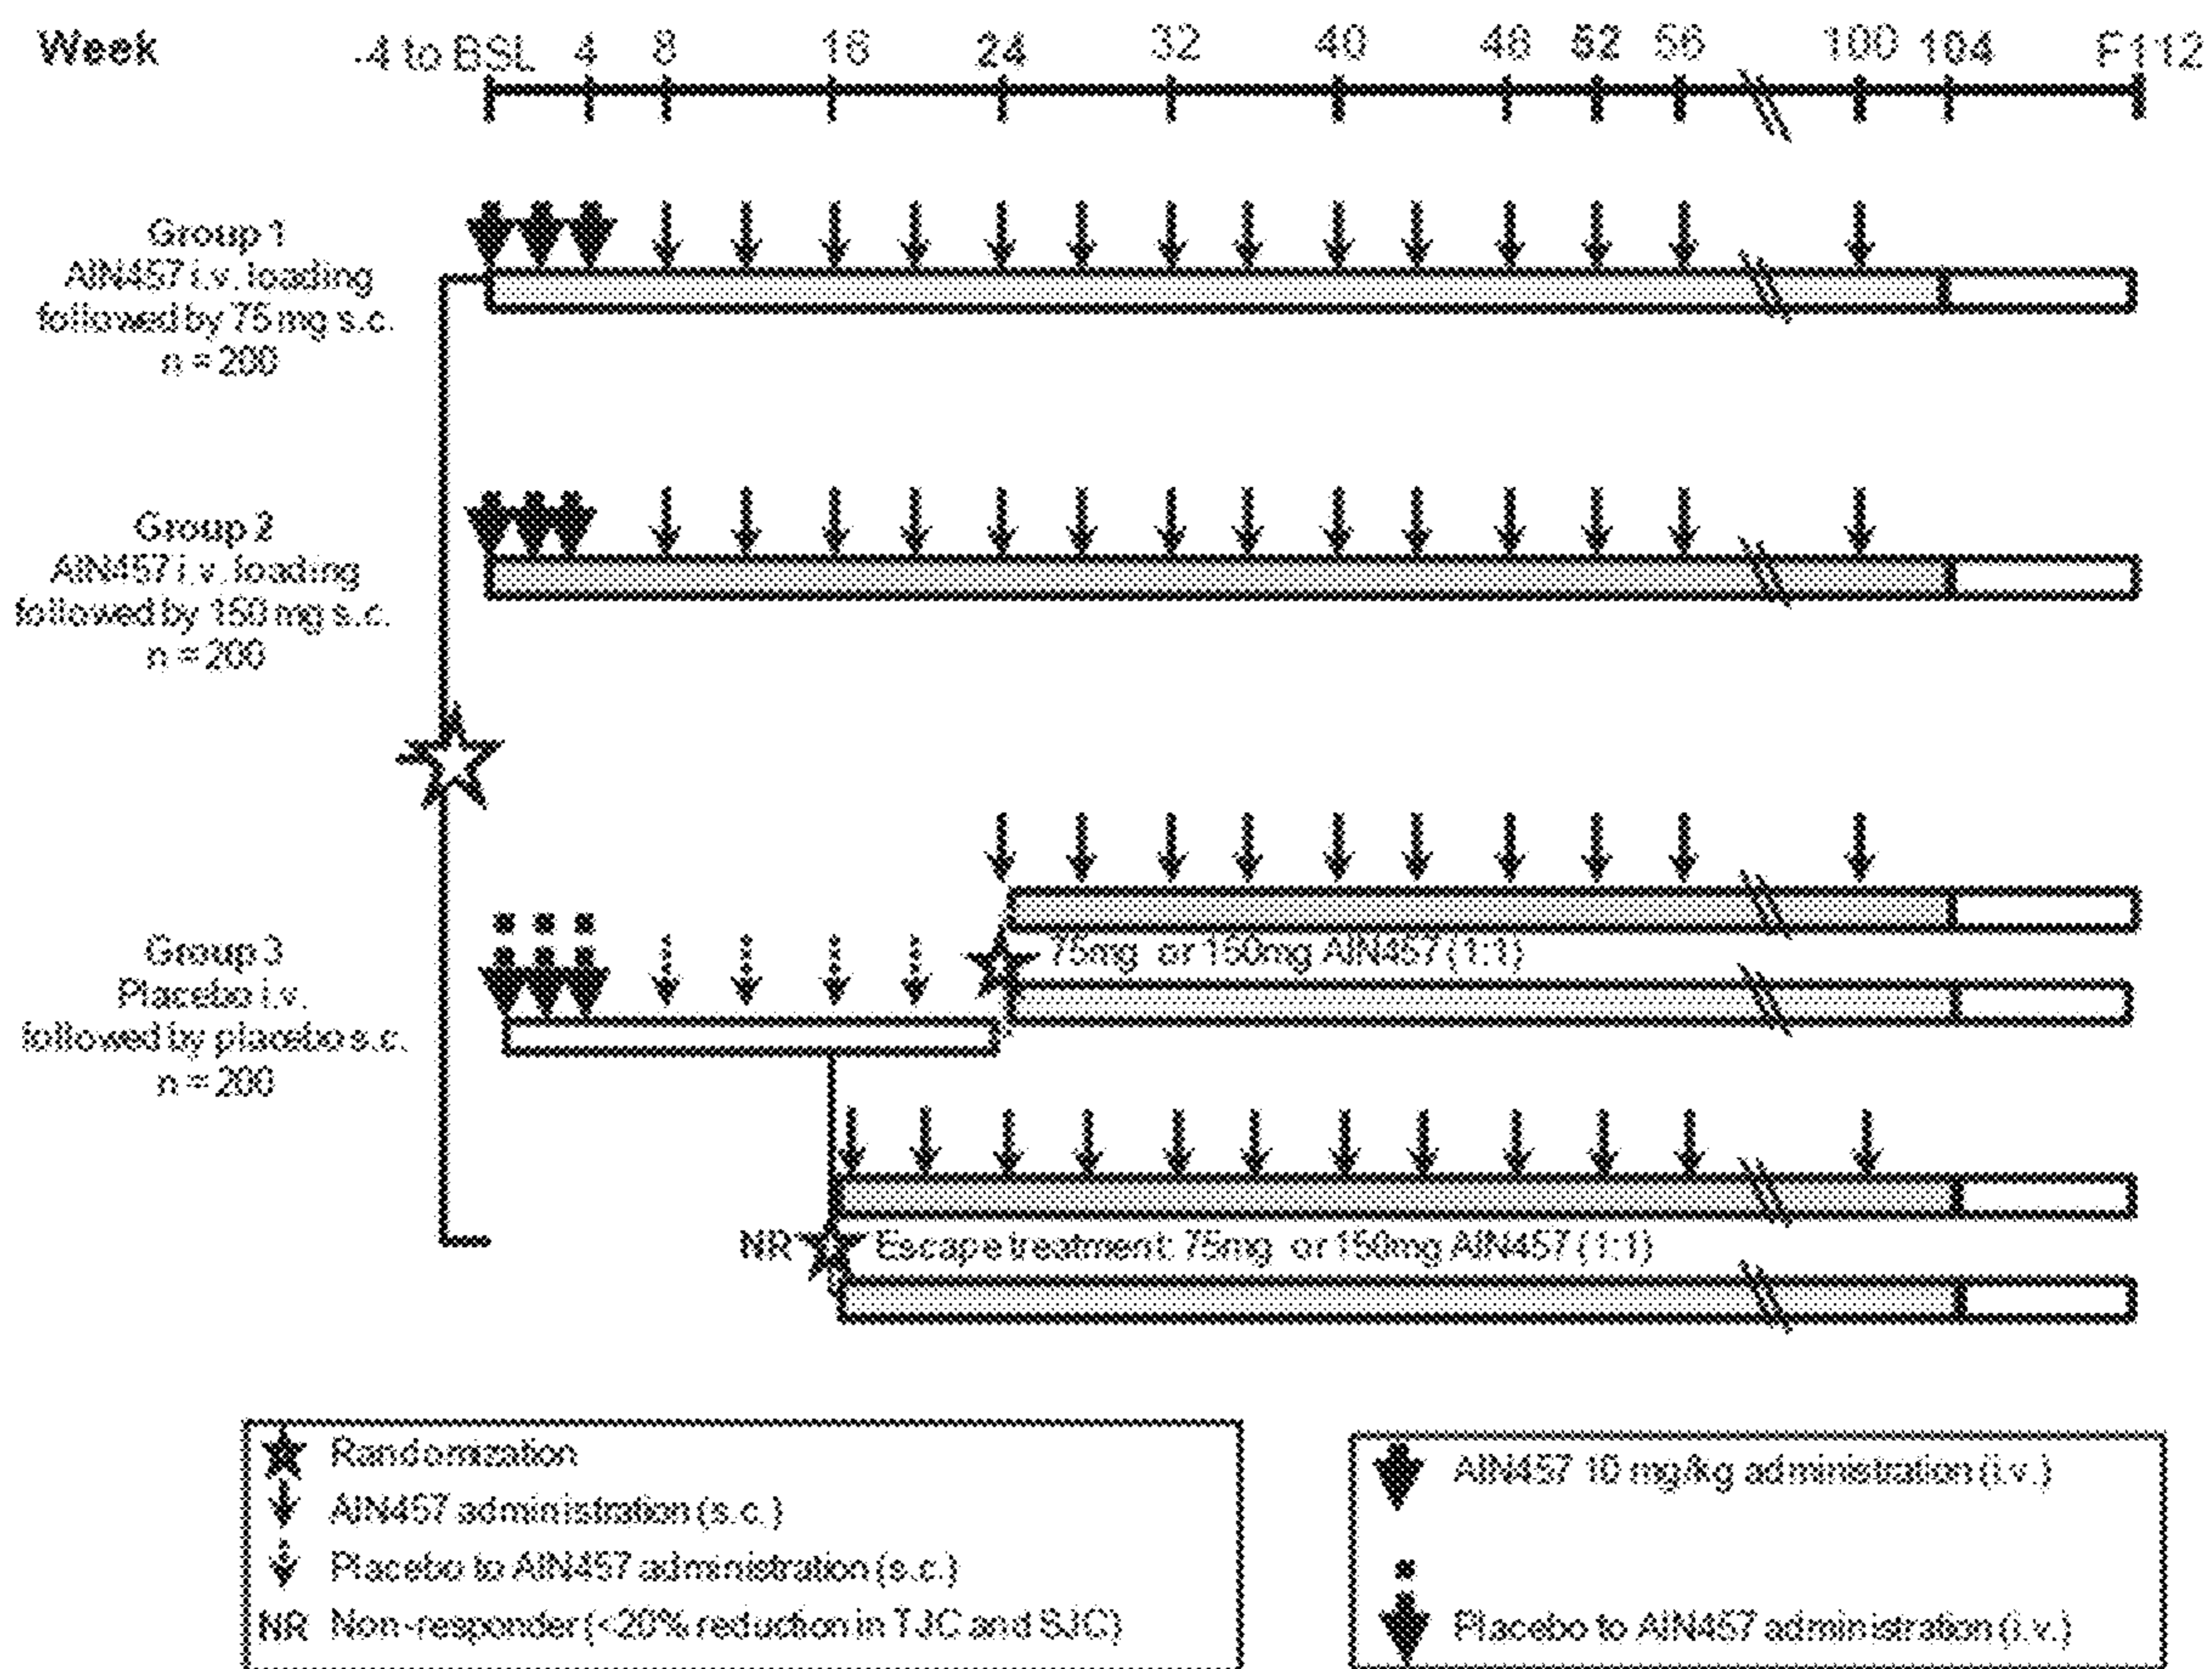 Week -4 to BSL 4 8 16 24 32 40 48 52 56 100 104 F112
Group 1
AIN457 i.v. loading
followed by 75 mg s.c.
n = 200
Group 2
AIN457 i.v. loading
followed by 150 mg s.c.
n = 200
Group 3
Placebo i.v.
followed by placebo s.c.
n = 200
75mg or 150mg AIN457 (1:1)
NR Escape treatment: 75mg or 150mg AIN457 (1:1)
Randomization
AIN457 administration (s.c.)
Placebo to AIN457 administration (s.c.)
NR Non-responder (<20% reduction in TJC and SJC)
AIN457 10 mg/kg administration (i.v.)
Placebo to AIN457 administration (i.v.)